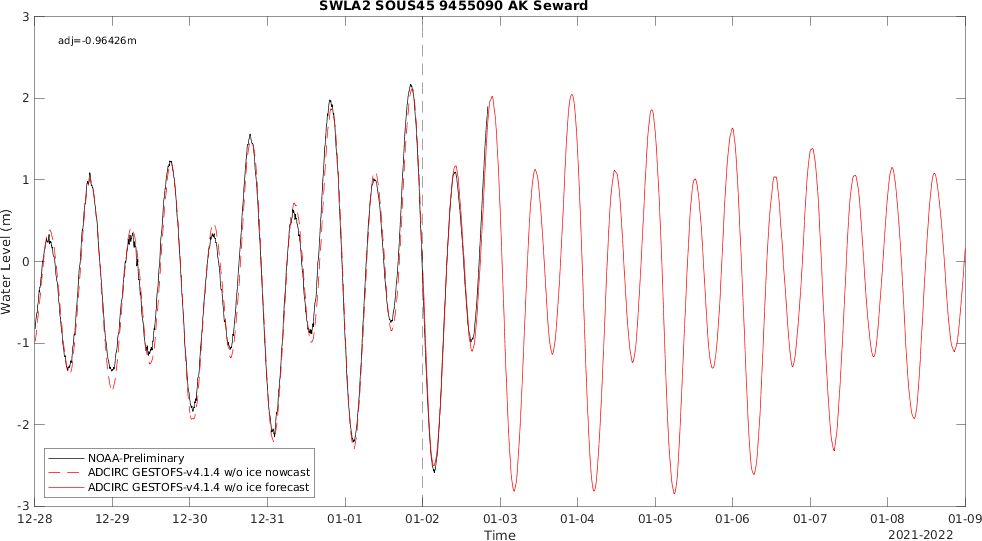 SWLA2 SOUS45 9455090 AK Seward
adj=-0.96426m
3
2
1
0
-1
-2
-3
Water Level (m)
NOAA-Preliminary
ADCIRC GESTOFS-v4.1.4 w/o ice nowcast
ADCIRC GESTOFS-v4.1.4 w/o ice forecast
12-28 12-29 12-30 12-31 01-01 01-02 01-03 01-04 01-05 01-06 01-07 01-08 01-09
Time
2021-2022